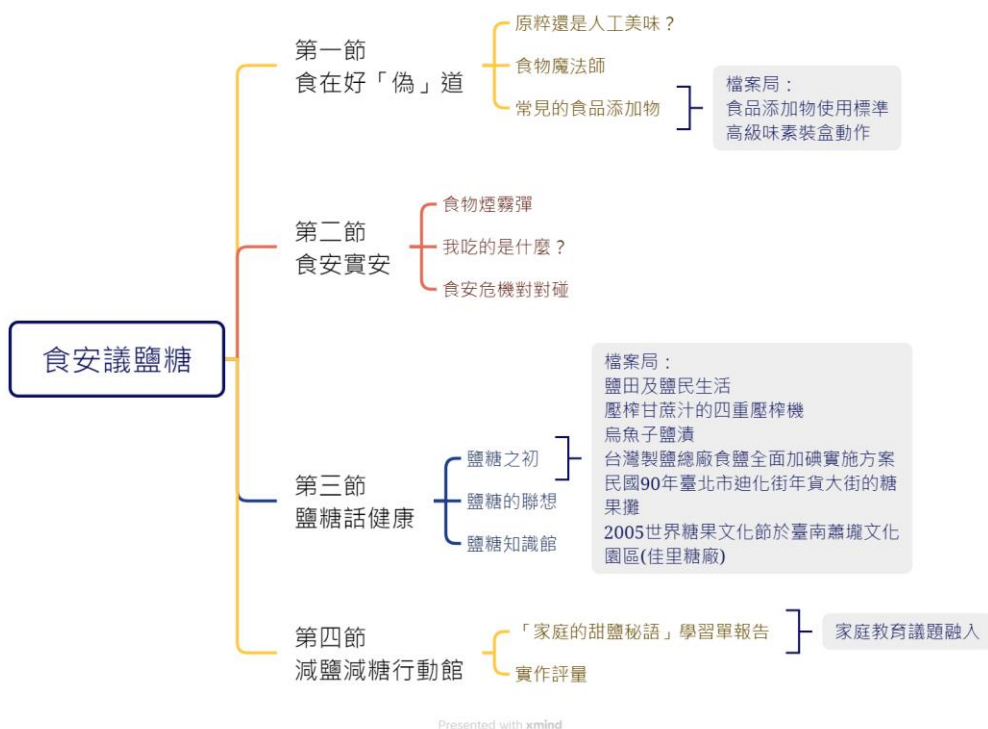 食安議鹽糖
第一節
食在好「偽」道
原粹還是人工美味？
食物魔法師
常見的食品添加物
檔案局：
食品添加物使用標準
高級味素裝盒動作
第二節
食安實安
食物煙霧彈
我吃的是什麼？
食安危機對對碰
第三節
鹽糖話健康
鹽糖之初
鹽糖的聯想
鹽糖知識館
檔案局：
鹽田及鹽民生活
壓榨甘蔗汁的四重壓榨機
烏魚子鹽漬
台灣製鹽總廠食鹽全面加碘實施方案
民國90年臺北市迪化街年貨大街的糖
果攤
2005世界糖果文化節於臺南蕭壠文化
園區(佳里糖廠)
第四節
減鹽減糖行動館
「家庭的甜鹽秘語」學習單報告
實作評量
家庭教育議題融入
Presented with xmind